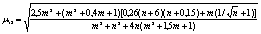 μ₀ = √((2,5m² + (m² + 0,4m + 1)[0,26(n + 6)(n + 0,15) + m(1/√n + 1)]) / (m² + n² + 4n(m² + 1,5m + 1)))